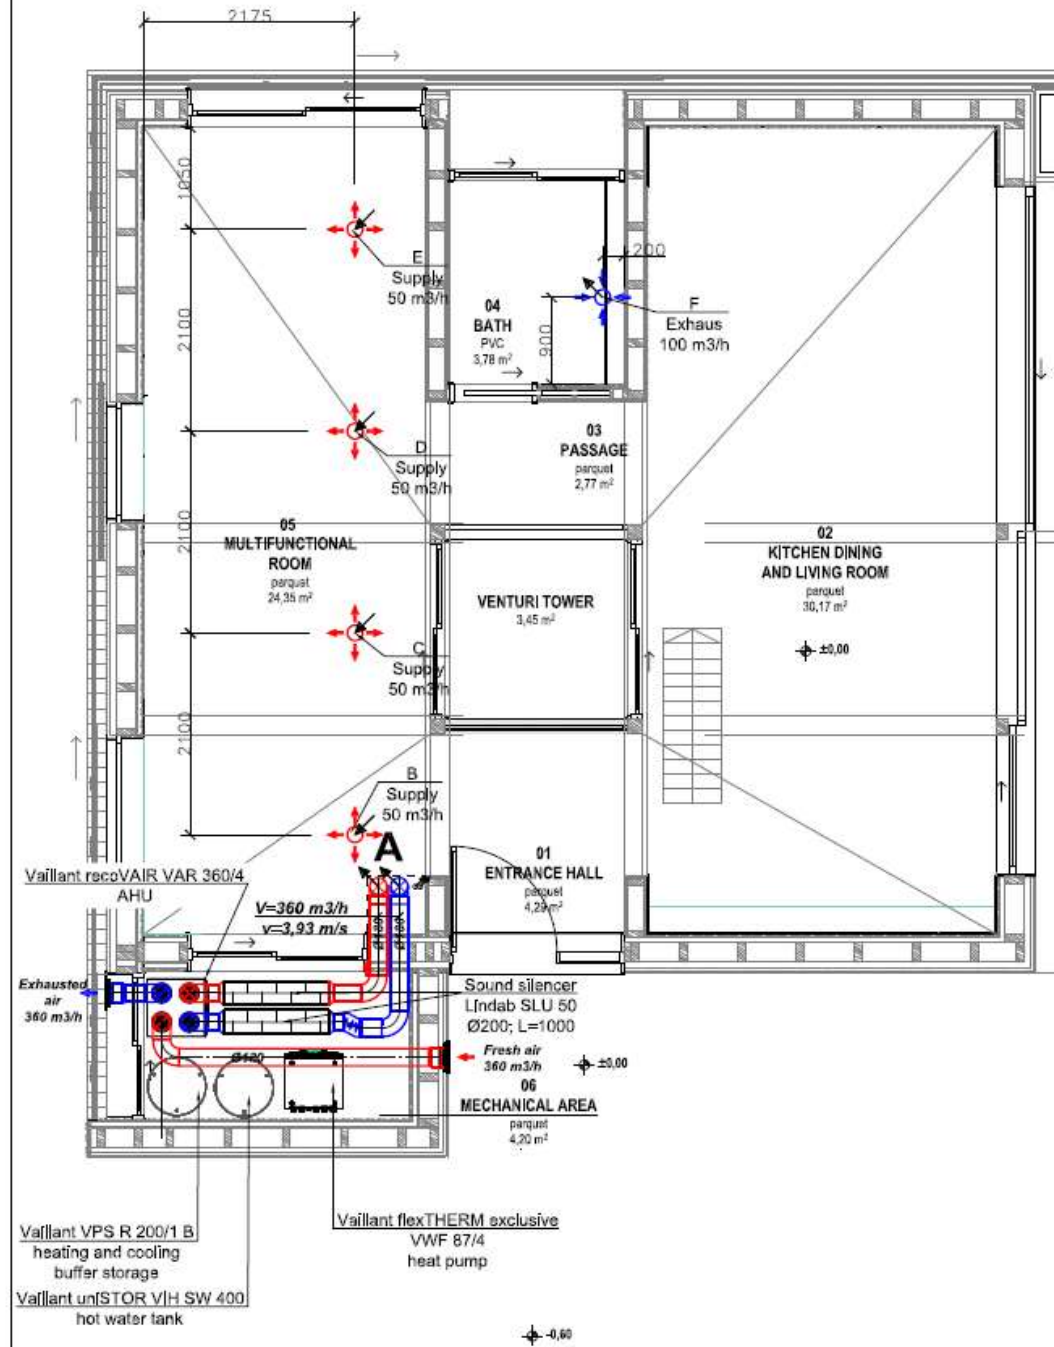 2175
1050
E
Supply
50 m3/h
200
04
BATH
PVC
3,78 m²
900
F
Exhaus
100 m3/h
2100
D
Supply
50 m3/h
03
PASSAGE
parquet
2,77 m²
2100
05
MULTIFUNCTIONAL
ROOM
parquet
24,35 m²
VENTURI TOWER
3,45 m²
02
KITCHEN DINING
AND LIVING ROOM
parquet
30,17 m²
±0,00
C
Supply
50 m3/h
2100
B
Supply
50 m3/h
A
01
ENTRANCE HALL
parquet
4,29 m²
Vaillant recoVAIR VAR 360/4
AHU
V=360 m3/h
v=3,93 m/s
Ø180
Ø180
Exhausted
air
360 m3/h
Sound silencer
Lindab SLU 50
Ø200; L=1000
Fresh air
360 m3/h
±0,00
06
MECHANICAL AREA
parquet
4,20 m²
Vaillant VPS R 200/1 B
heating and cooling
buffer storage
Vaillant uniSTOR VIH SW 400
hot water tank
Vaillant flexTHERM exclusive
VWF 87/4
heat pump
-0,60